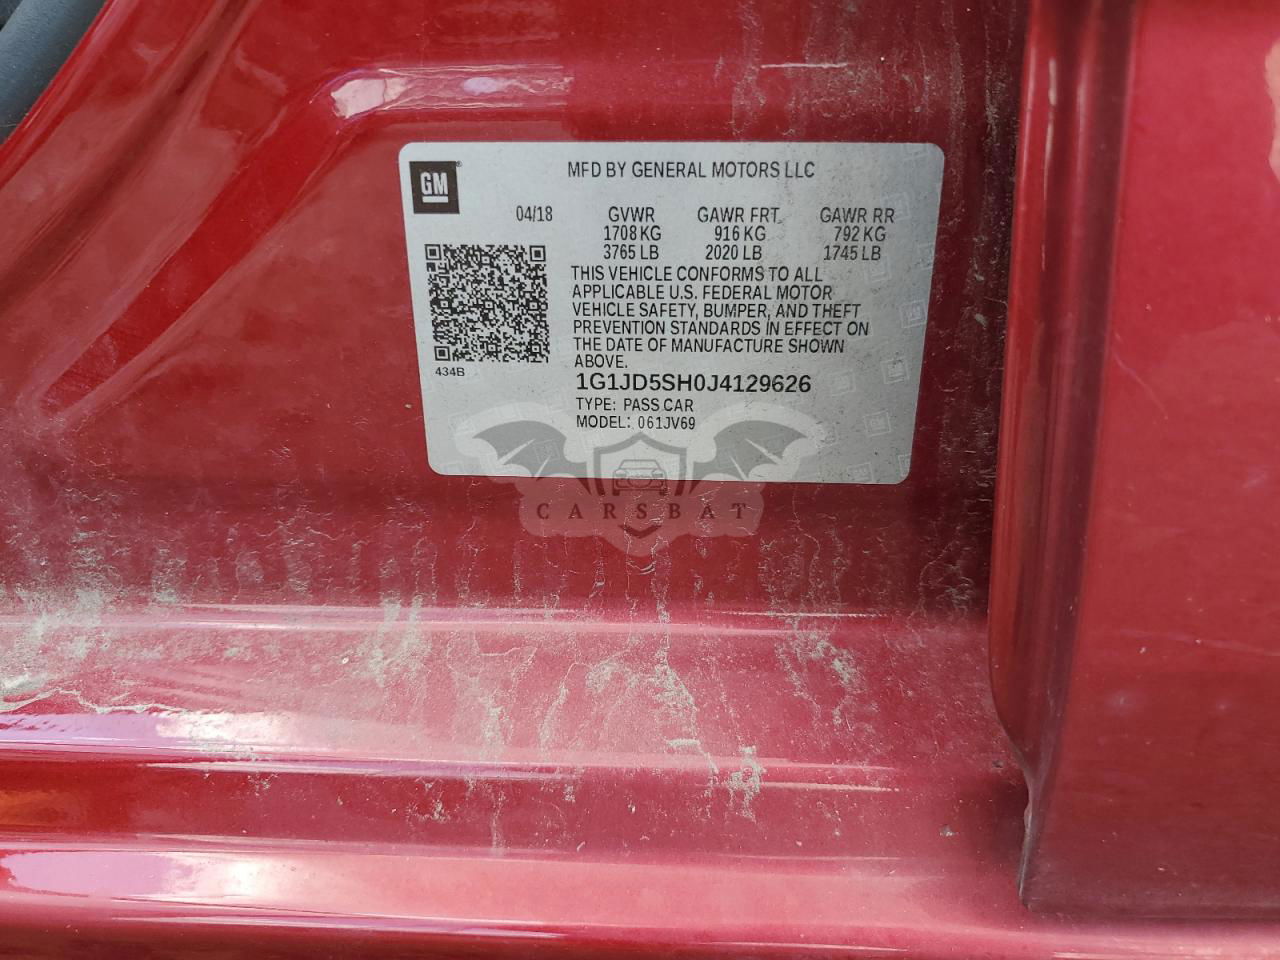 GM
MFD BY GENERAL MOTORS LLC
04/18 GVWR GAWR FRT GAWR RR
1708 KG 916 KG 792 KG
3765 LB 2020 LB 1745 LB
THIS VEHICLE CONFORMS TO ALL
APPLICABLE U.S. FEDERAL MOTOR
VEHICLE SAFETY, BUMPER, AND THEFT
PREVENTION STANDARDS IN EFFECT ON
THE DATE OF MANUFACTURE SHOWN
ABOVE.
434B
1G1JD5SH0J4129626
TYPE: PASS CAR
MODEL: 061JV69
CARSBAT